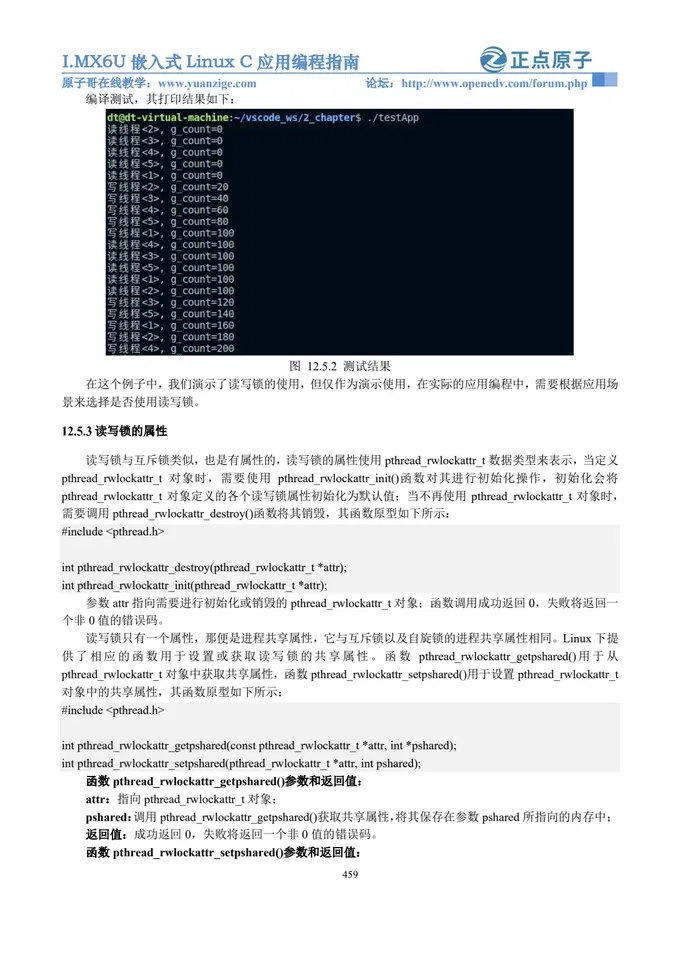 I.MX6U 嵌入式 Linux C 应用编程指南
正点原子
原子哥在线教学：www.yuanzige.com
论坛：http://www.openedv.com/forum.php
编译测试，其打印结果如下：
dt@dt-virtual-machine:~/vscode_ws/2_chapter$ ./testApp
读线程<2>, g_count=0
读线程<3>, g_count=0
读线程<4>, g_count=0
读线程<5>, g_count=0
读线程<1>, g_count=0
写线程<2>, g_count=20
写线程<3>, g_count=40
写线程<4>, g_count=60
写线程<5>, g_count=80
写线程<1>, g_count=100
读线程<4>, g_count=100
读线程<3>, g_count=100
读线程<5>, g_count=100
读线程<1>, g_count=100
读线程<2>, g_count=100
写线程<3>, g_count=120
写线程<5>, g_count=140
写线程<1>, g_count=160
写线程<2>, g_count=180
写线程<4>, g_count=200
图 12.5.2 测试结果
在这个例子中，我们演示了读写锁的使用，但仅作为演示使用，在实际的应用编程中，需要根据应用场
景来选择是否使用读写锁。
12.5.3 读写锁的属性
读写锁与互斥锁类似，也是有属性的，读写锁的属性使用 pthread_rwlockattr_t 数据类型来表示，当定义
pthread_rwlockattr_t 对象时，需要使用 pthread_rwlockattr_init()函数对其进行初始化操作，初始化会将
pthread_rwlockattr_t 对象定义的各个读写锁属性初始化为默认值；当不再使用 pthread_rwlockattr_t 对象时，
需要调用 pthread_rwlockattr_destroy()函数将其销毁，其函数原型如下所示：
#include <pthread.h>
int pthread_rwlockattr_destroy(pthread_rwlockattr_t *attr);
int pthread_rwlockattr_init(pthread_rwlockattr_t *attr);
参数 attr 指向需要进行初始化或销毁的 pthread_rwlockattr_t 对象；函数调用成功返回 0，失败将返回一
个非 0 值的错误码。
读写锁只有一个属性，那便是进程共享属性，它与互斥锁以及自旋锁的进程共享属性相同。Linux 下提
供了相应的函数用于设置或获取读写锁的共享属性。函数 pthread_rwlockattr_getpshared()用于从
pthread_rwlockattr_t 对象中获取共享属性，函数 pthread_rwlockattr_setpshared()用于设置 pthread_rwlockattr_t
对象中的共享属性，其函数原型如下所示：
#include <pthread.h>
int pthread_rwlockattr_getpshared(const pthread_rwlockattr_t *attr, int *pshared);
int pthread_rwlockattr_setpshared(pthread_rwlockattr_t *attr, int pshared);
函数 pthread_rwlockattr_getpshared()参数和返回值：
attr：指向 pthread_rwlockattr_t 对象；
pshared：调用 pthread_rwlockattr_getpshared()获取共享属性，将其保存在参数 pshared 所指向的内存中；
返回值：成功返回 0，失败将返回一个非 0 值的错误码。
函数 pthread_rwlockattr_setpshared()参数和返回值：
459